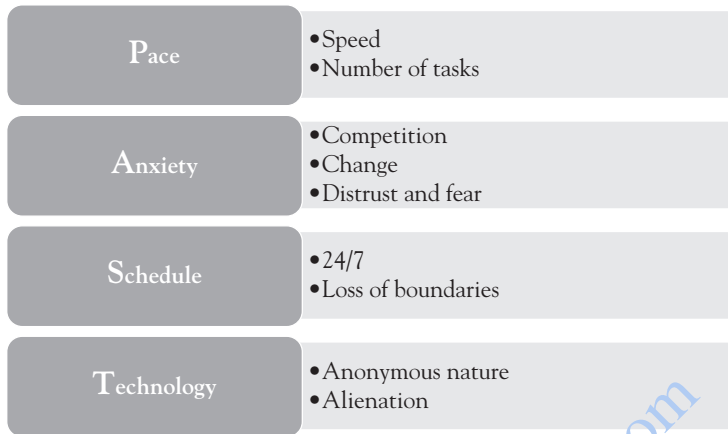 Pace
•Speed
•Number of tasks
Anxiety
•Competition
•Change
•Distrust and fear
Schedule
•24/7
•Loss of boundaries
Technology
•Anonymous nature
•Alienation
om